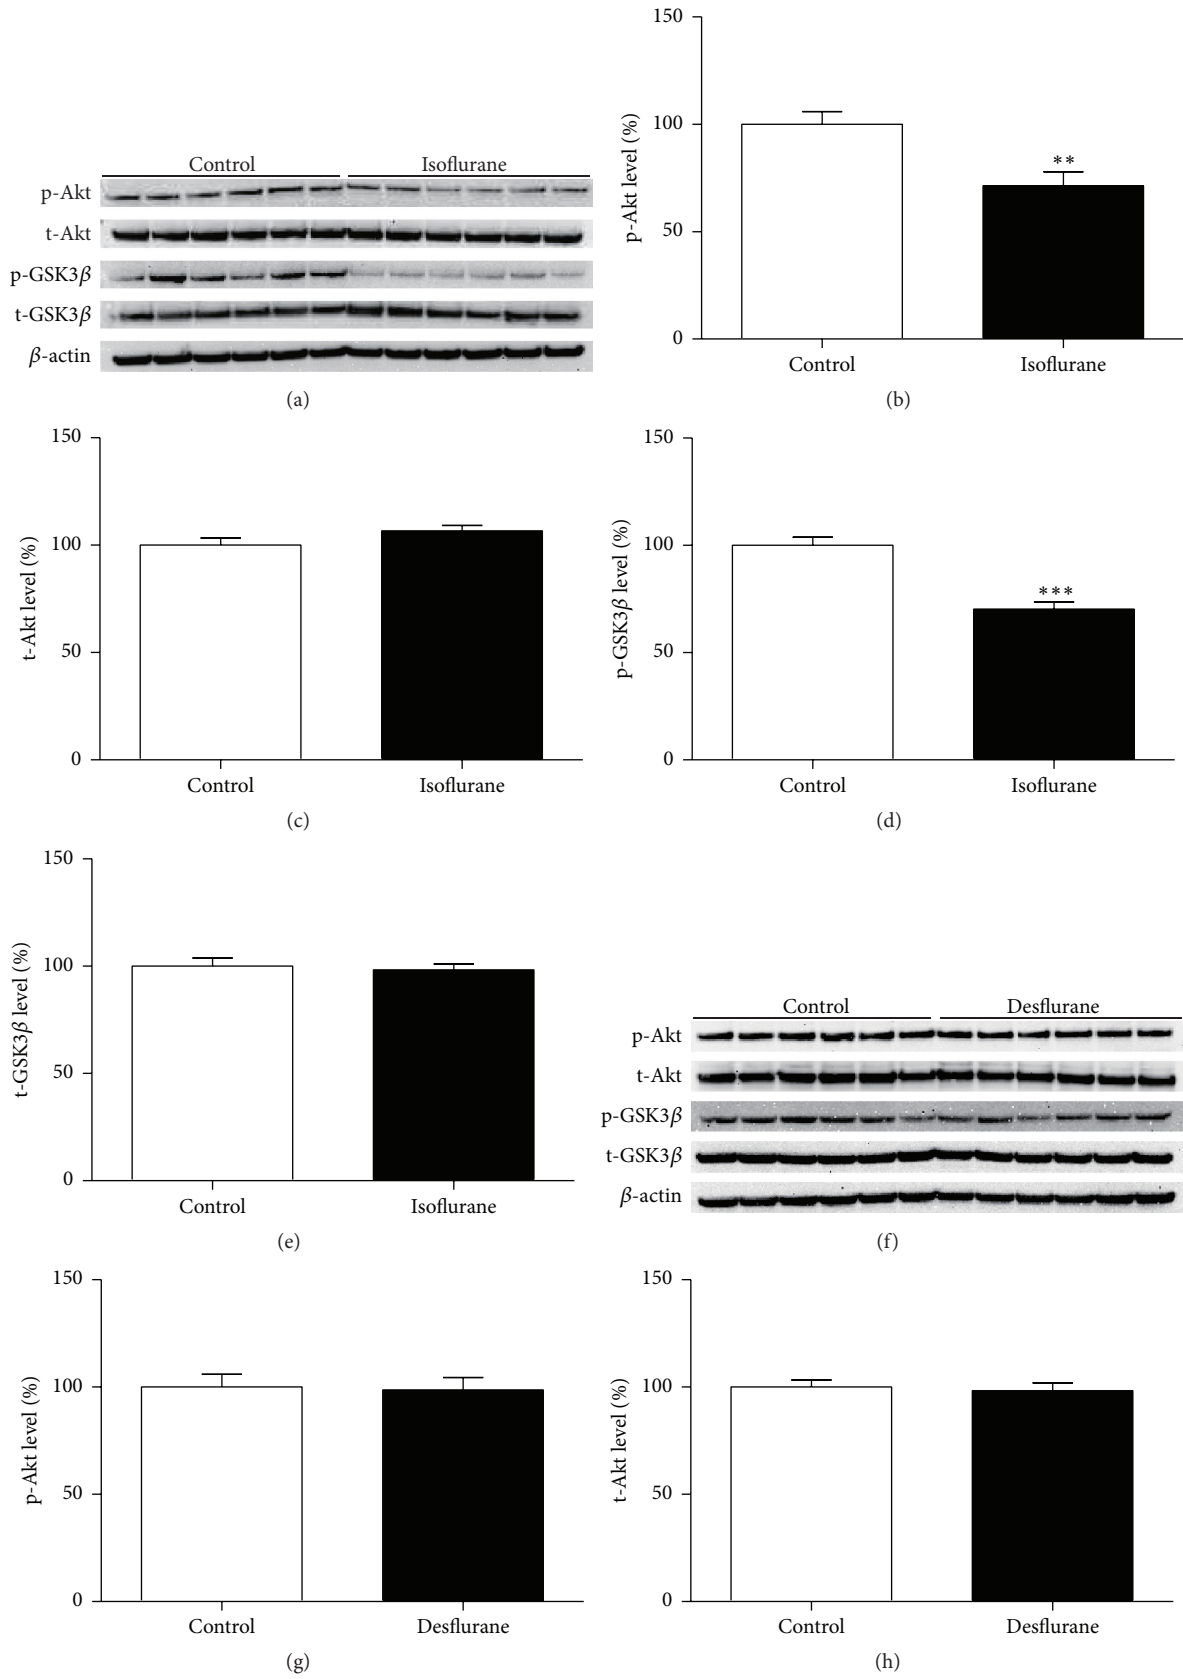 Control Isoflurane
p-Akt
t-Akt
p-GSK3β
t-GSK3β
β-actin
(a)
150
100
50
0
p-Akt level (%)
**
Control Isoflurane
(b)
150
100
50
0
t-Akt level (%)
Control Isoflurane
(c)
150
100
50
0
p-GSK3β level (%)
***
Control Isoflurane
(d)
150
100
50
0
t-GSK3β level (%)
Control Isoflurane
(e)
Control Desflurane
p-Akt
t-Akt
p-GSK3β
t-GSK3β
β-actin
(f)
150
100
50
0
p-Akt level (%)
Control Desflurane
(g)
150
100
50
0
t-Akt level (%)
Control Desflurane
(h)